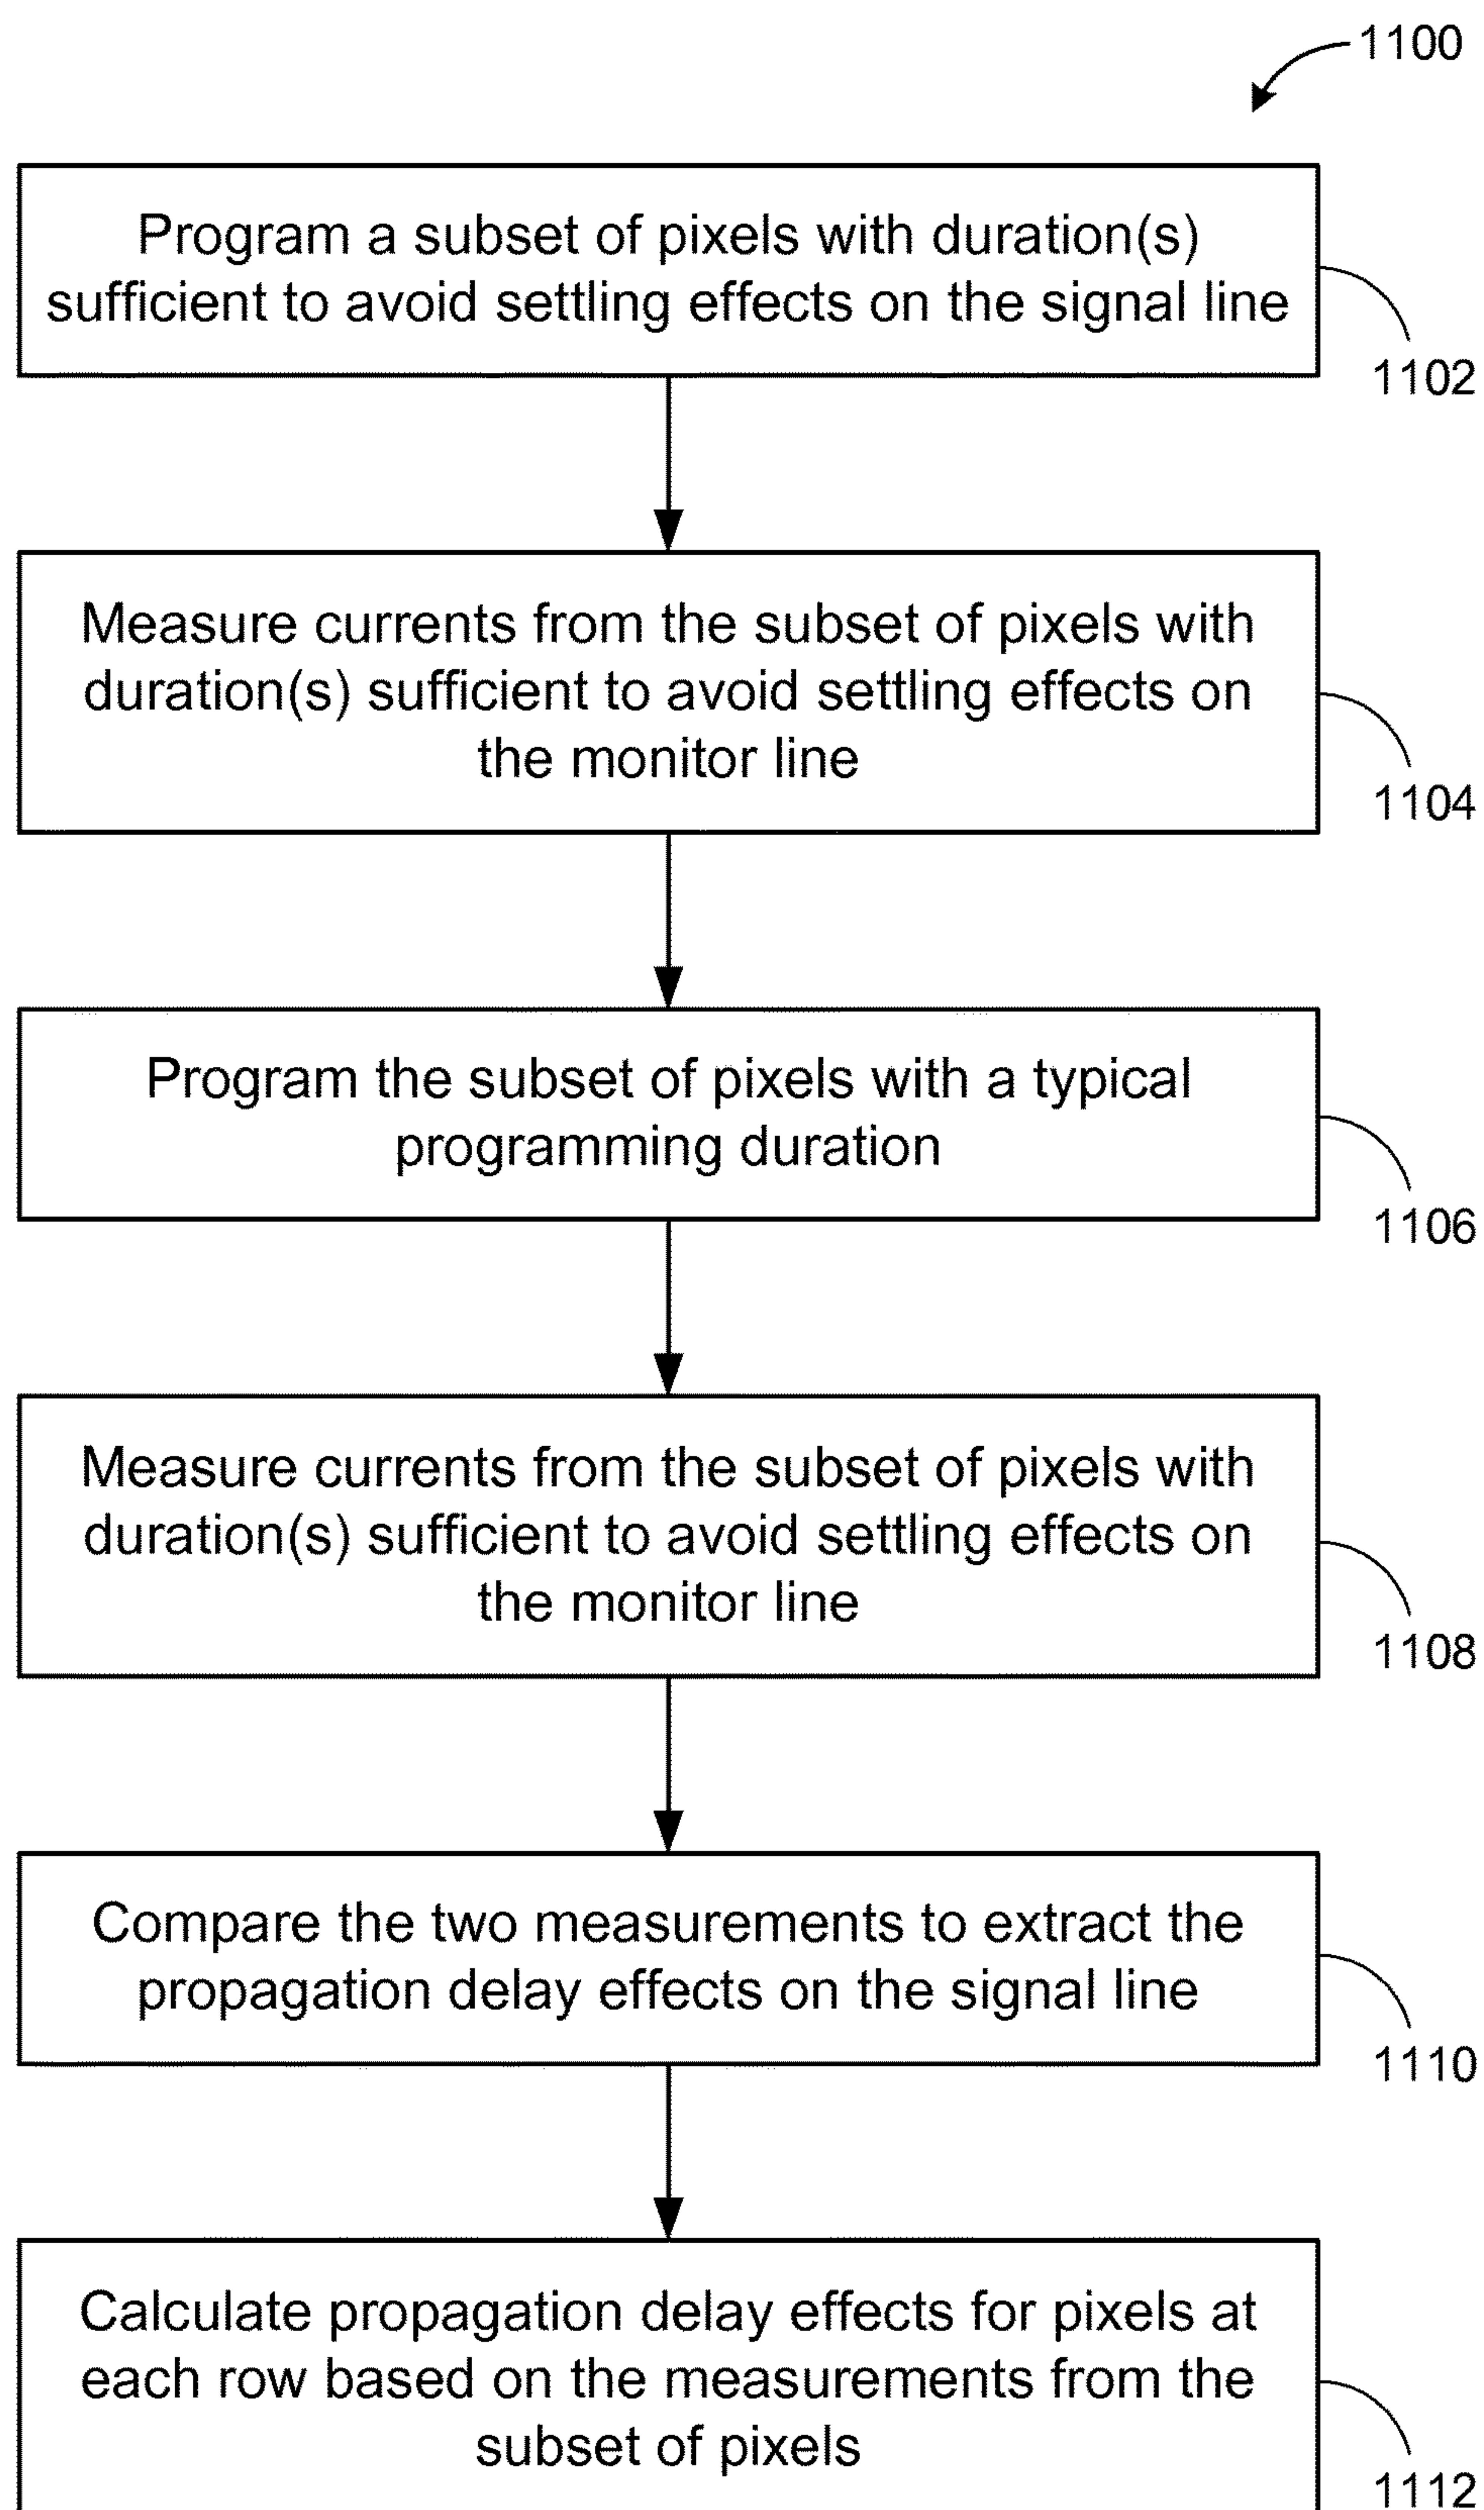 1100
Program a subset of pixels with duration(s)
sufficient to avoid settling effects on the signal line
1102
Measure currents from the subset of pixels with
duration(s) sufficient to avoid settling effects on
the monitor line
1104
Program the subset of pixels with a typical
programming duration
1106
Measure currents from the subset of pixels with
duration(s) sufficient to avoid settling effects on
the monitor line
1108
Compare the two measurements to extract the
propagation delay effects on the signal line
1110
Calculate propagation delay effects for pixels at
each row based on the measurements from the
subset of pixels
1112